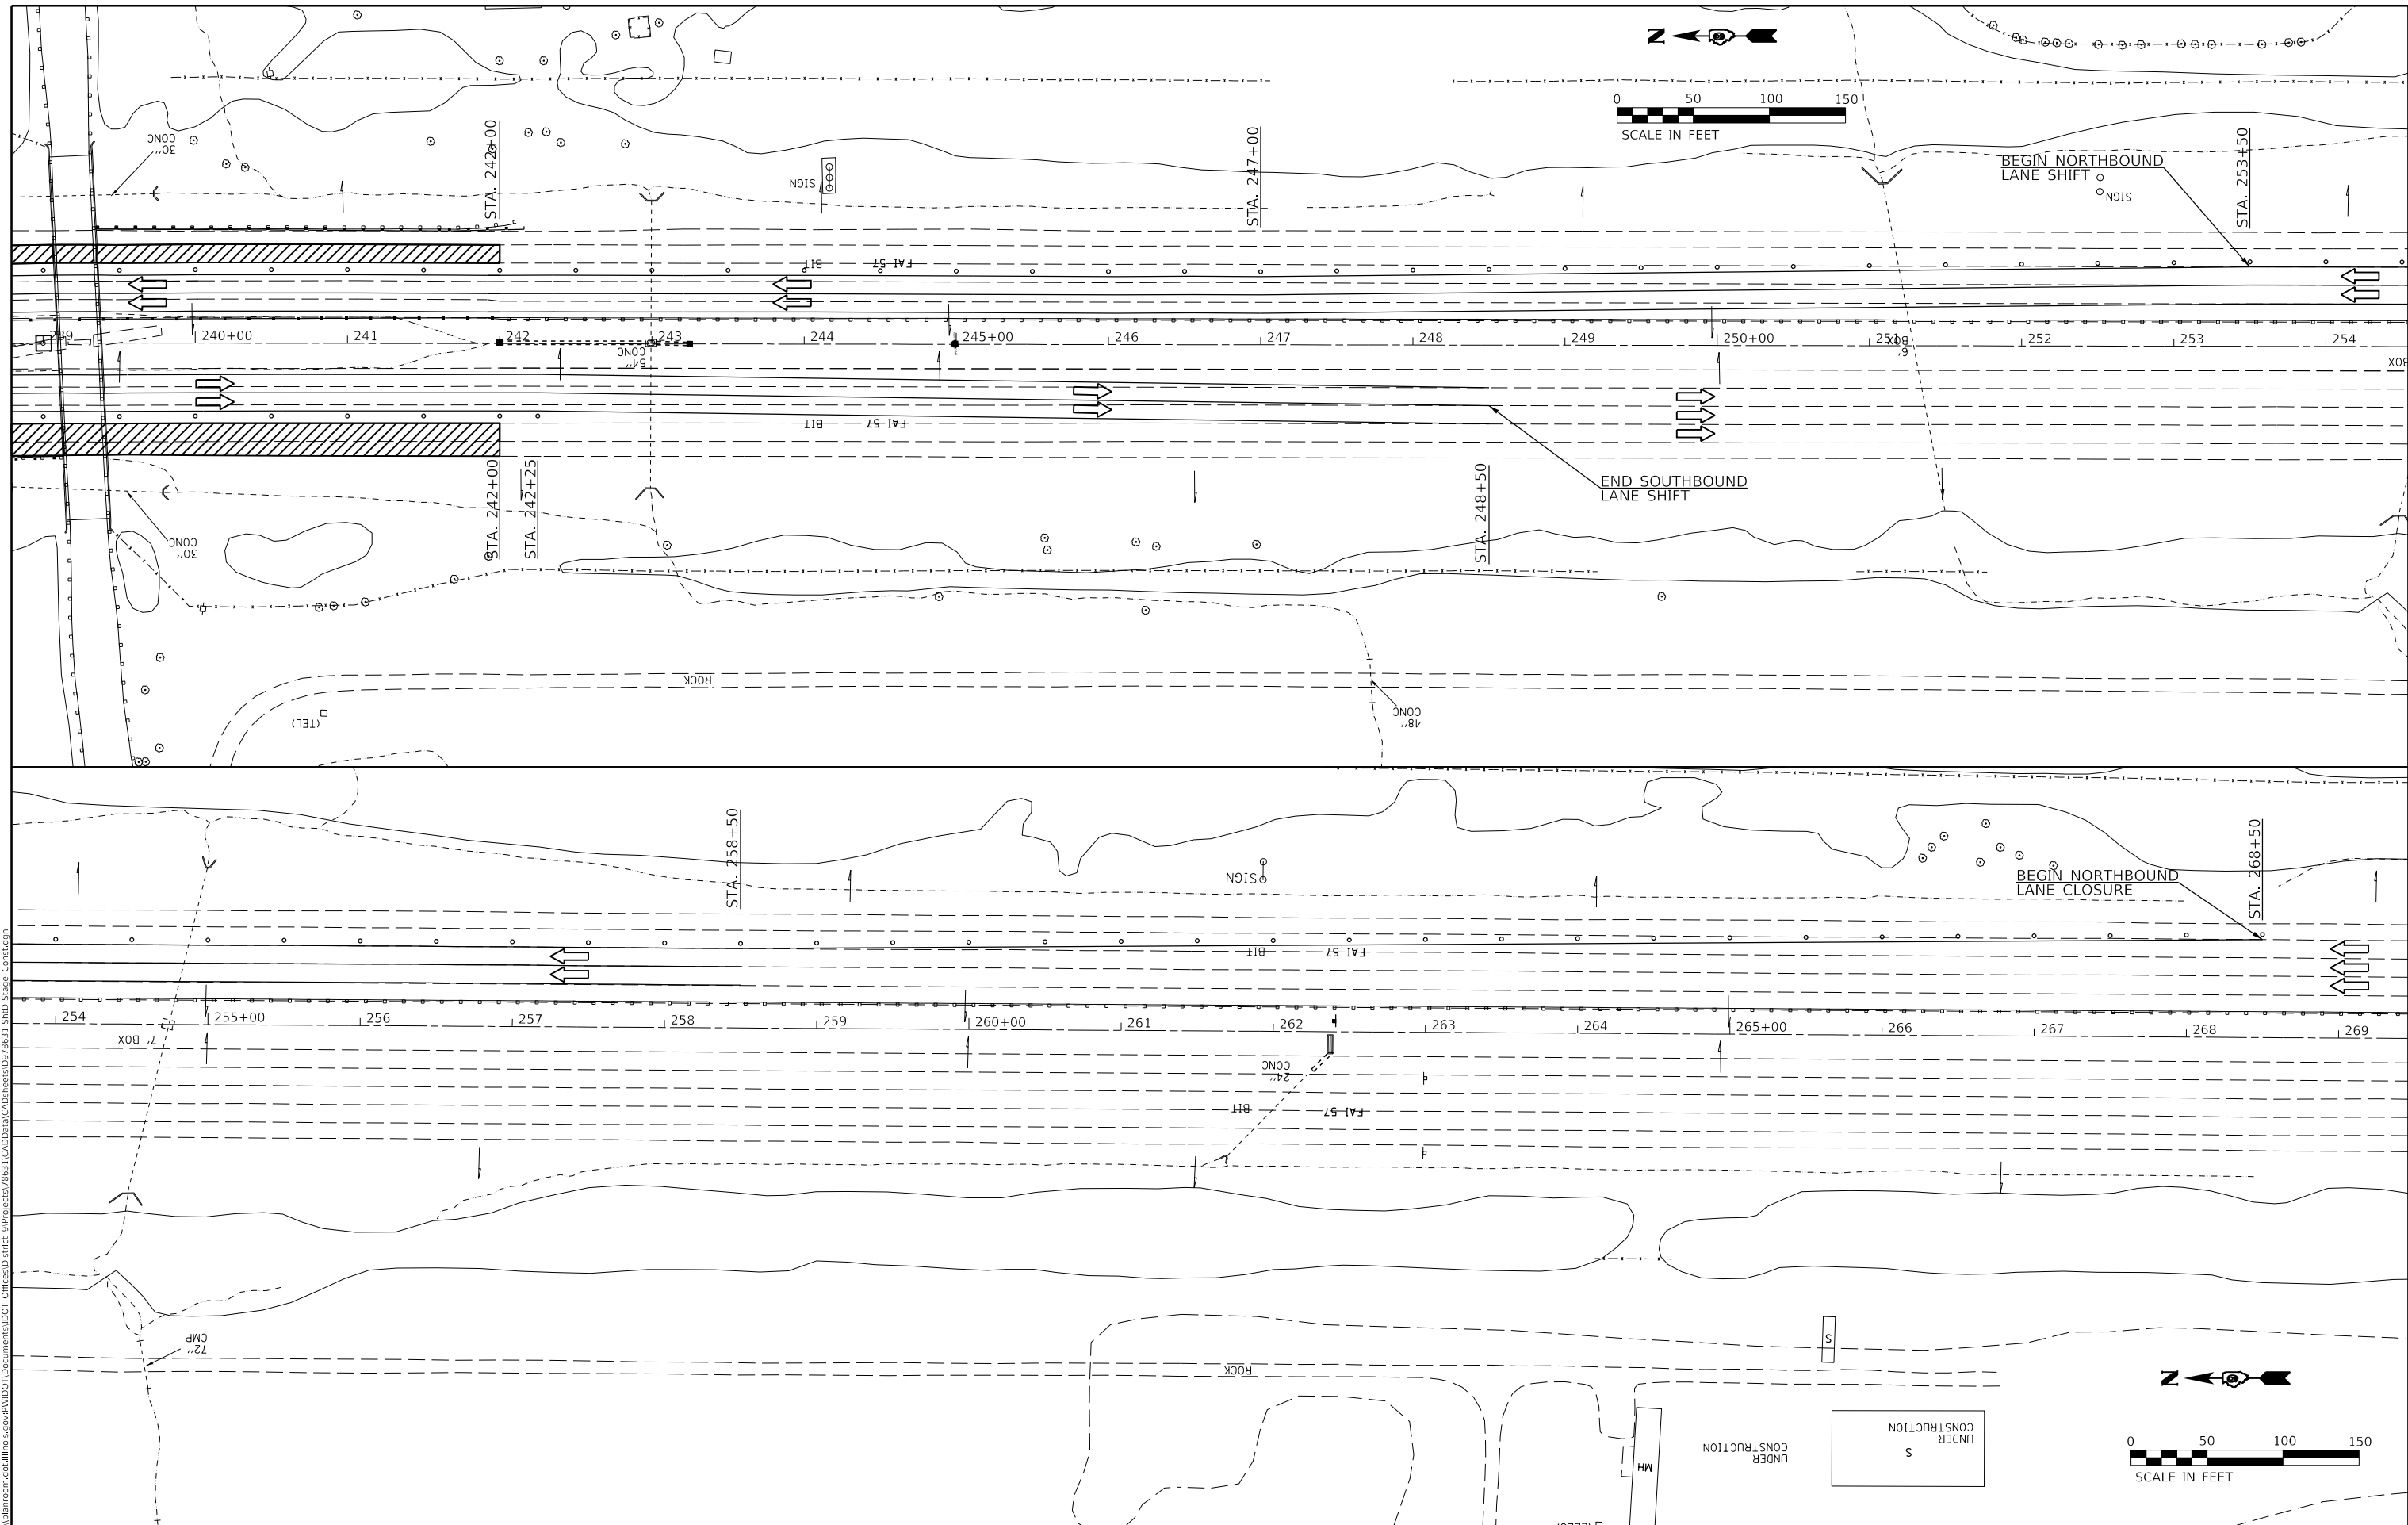 N
0 50 100 150
SCALE IN FEET
30'' CONC
STA. 242+00
SIGN
STA. 247+00
BEGIN NORTHBOUND
LANE SHIFT
SIGN
STA. 253+50
BIT FAI 57
239 240+00 241 242 243 244 245+00 246 247 248 249 250+00 251 252 253 254
54'' CONC
6' BOX
BOX
BIT FAI 57
30'' CONC
STA. 242+00
STA. 242+25
STA. 248+50
END SOUTHBOUND
LANE SHIFT
ROCK
(TEL)
48'' CONC
STA. 258+50
SIGN
BEGIN NORTHBOUND
LANE CLOSURE
STA. 268+50
BIT FAI 57
254 255+00 256 257 258 259 260+00 261 262 263 264 265+00 266 267 268 269
7' BOX
24'' CONC
BIT FAI 57
72'' CMP
ROCK
S
N
MH
UNDER
CONSTRUCTION
UNDER
CONSTRUCTION
S
0 50 100 150
SCALE IN FEET